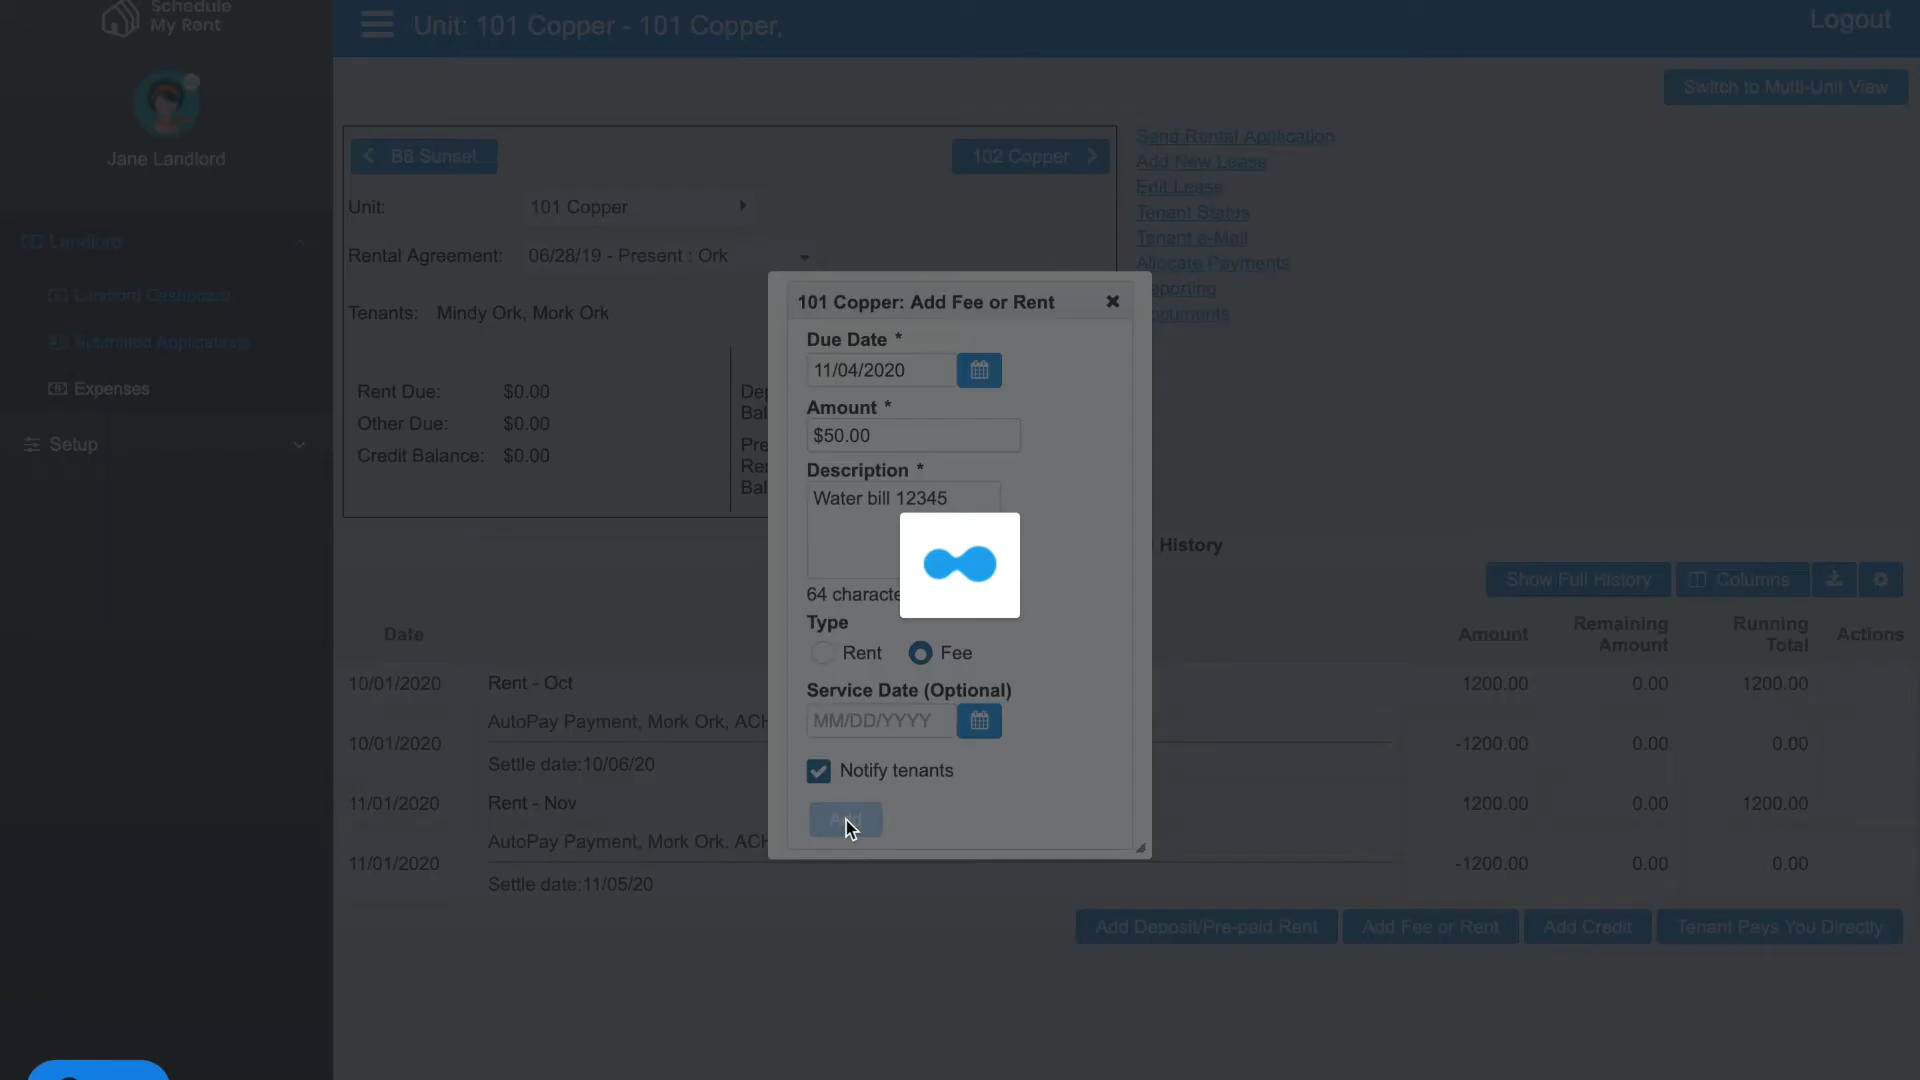 Schedule
My Rent
Jane Landlord
Landlord
Landlord Dashboard
Submitted Applications
Expenses
Setup
Unit: 101 Copper - 101 Copper,
Logout
Switch to Multi-Unit View
B8 Sunset
102 Copper
Unit:
101 Copper
Rental Agreement:
06/28/19 - Present : Ork
Tenants: Mindy Ork, Mork Ork
Rent Due: $0.00
Other Due: $0.00
Credit Balance: $0.00
Send Rental Application
Add New Lease
Edit Lease
Tenant Status
Tenant e-Mail
Allocate Payments
101 Copper: Add Fee or Rent
Due Date *
11/04/2020
Amount *
$50.00
Description *
Water bill 12345
64
Type
Rent
Fee
Service Date (Optional)
MM/DD/YYYY
Notify tenants
Add
History
Show Full History
Columns
Date
Amount
Remaining
Amount
Running
Total
Actions
10/01/2020 Rent - Oct 1200.00 0.00 1200.00
AutoPay Payment, Mork Ork,
10/01/2020 -1200.00 0.00 0.00
Settle date:10/06/20
11/01/2020 Rent - Nov 1200.00 0.00 1200.00
AutoPay Payment, Mork Ork.
11/01/2020 -1200.00 0.00 0.00
Settle date:11/05/20
Add Deposit/Pre-paid Rent
Add Fee or Rent
Add Credit
Tenant Pays You Directly